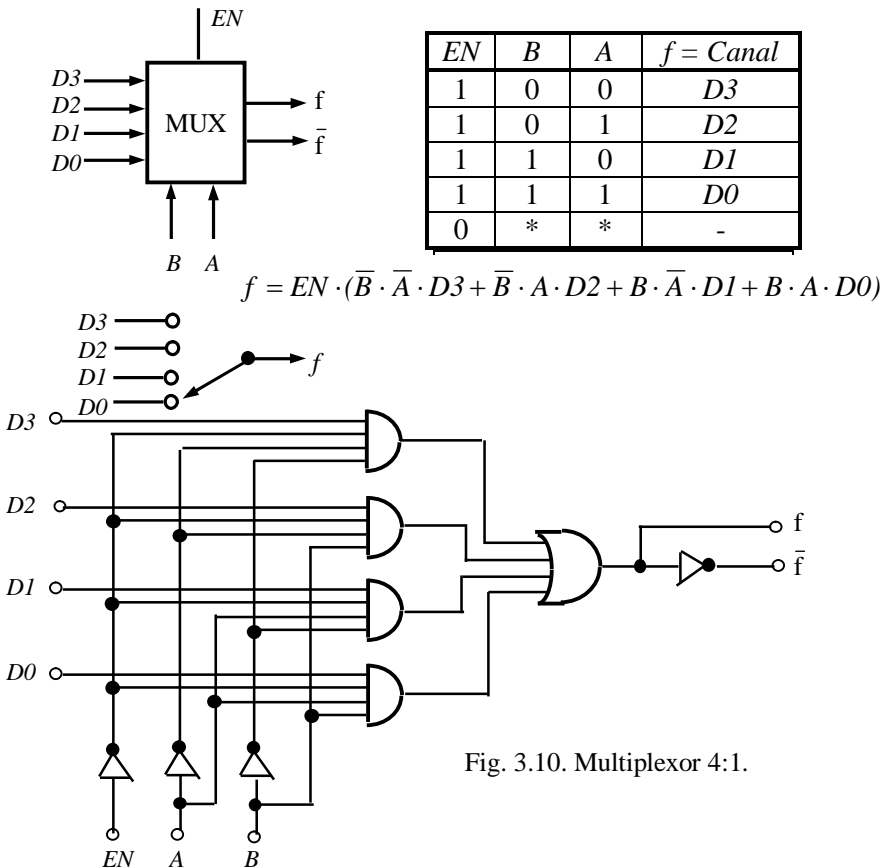 EN
D3
D2
D1
D0
MUX
f
f̄
B A
EN B A f = Canal
1 0 0 D3
1 0 1 D2
1 1 0 D1
1 1 1 D0
0 * * -
f = EN · (B̅ · A̅ · D3 + B̅ · A · D2 + B · A̅ · D1 + B · A · D0)
D3
D2
D1
D0
f
D3
D2
D1
D0
f
f̄
Fig. 3.10. Multiplexor 4:1.
EN A B